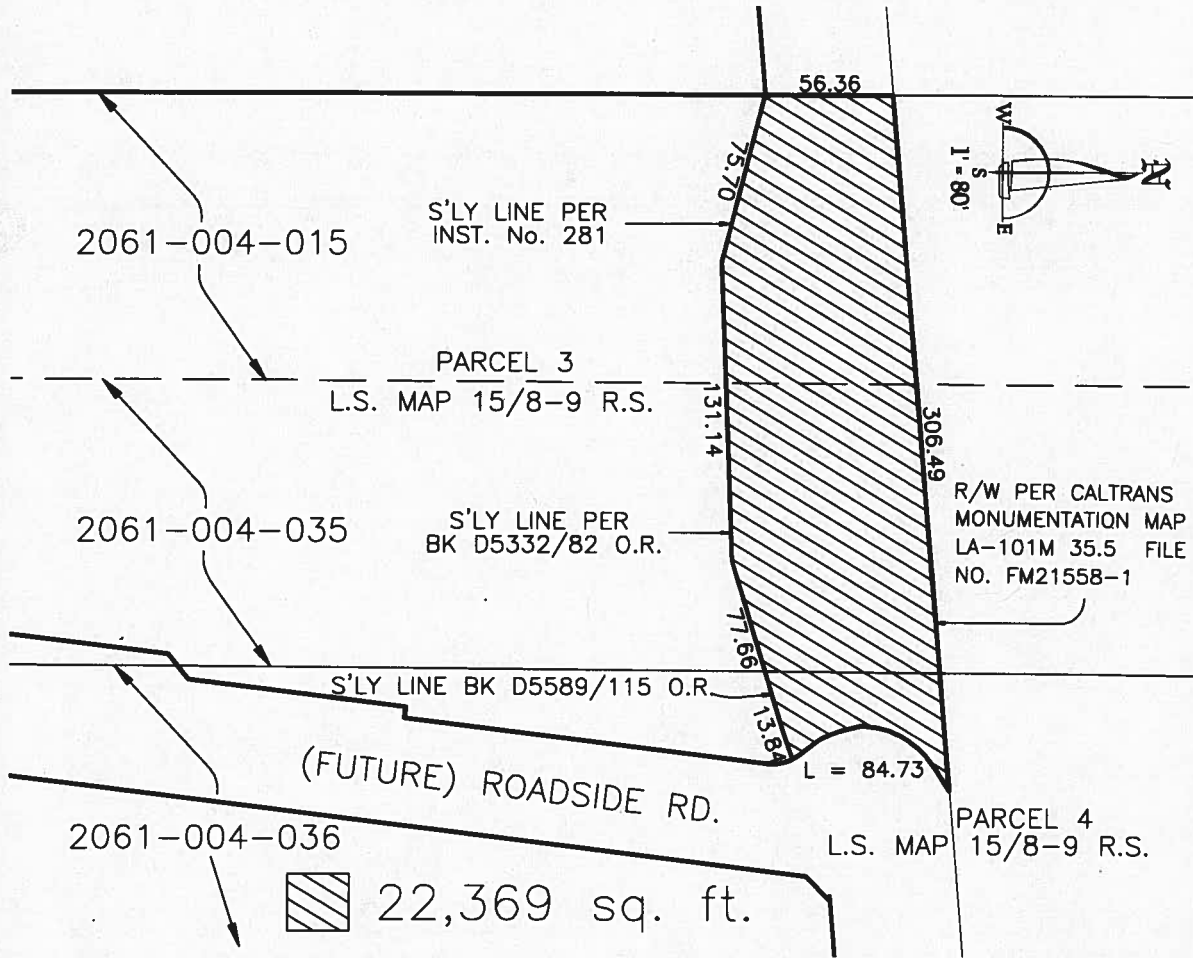 56.36
W
N
S
E
1' = 80'
75.70
S'LY LINE PER
INST. No. 281
2061-004-015
PARCEL 3
L.S. MAP 15/8-9 R.S.
131.14
306.49
R/W PER CALTRANS
MONUMENTATION MAP
LA-101M 35.5 FILE
NO. FM21558-1
S'LY LINE PER
BK D5332/82 O.R.
2061-004-035
77.66
S'LY LINE BK D5589/115 O.R.
13.84
L = 84.73
(FUTURE) ROADSIDE RD.
PARCEL 4
L.S. MAP 15/8-9 R.S.
2061-004-036
22,369 sq. ft.